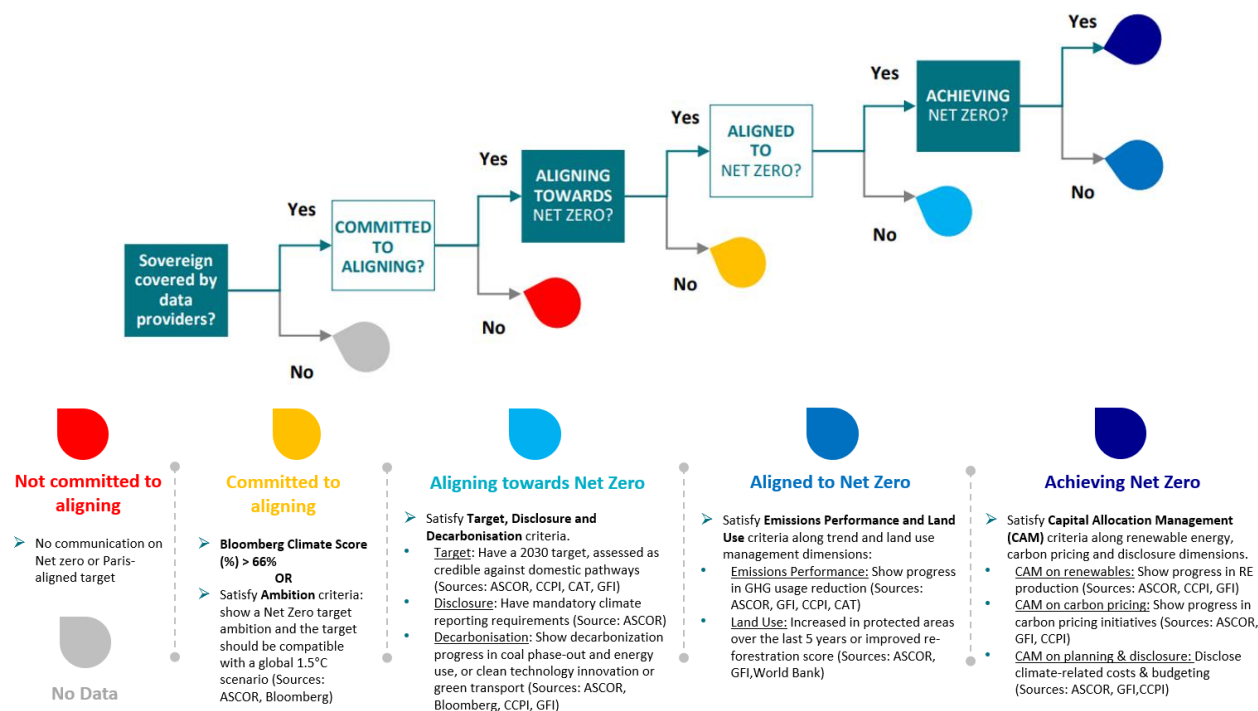 Yes
Yes
ACHIEVING
NET ZERO?
Yes
ALIGNED
TO
NET ZERO?
No
Yes
ALIGNING
TOWARDS
NET ZERO?
No
Yes
COMMITTED
TO
ALIGNING?
No
Sovereign
covered by
data
providers?
No
No
Not committed to
aligning
➢ No communication on
Net zero or Paris-
aligned target
No Data
Committed to
aligning
➢ Bloomberg Climate Score
(%) > 66%
OR
➢ Satisfy Ambition criteria:
show a Net Zero target
ambition and the target
should be compatible
with a global 1.5°C
scenario (Sources:
ASCOR, Bloomberg)
Aligning towards Net Zero
➢ Satisfy Target, Disclosure and
Decarbonisation criteria.
• Target: Have a 2030 target, assessed as
credible against domestic pathways
(Sources: ASCOR, CCPI, CAT, GFI)
• Disclosure: Have mandatory climate
reporting requirements (Source: ASCOR)
• Decarbonisation: Show decarbonization
progress in coal phase-out and energy
use, or clean technology innovation or
green transport (Sources: ASCOR,
Bloomberg, CCPI, GFI)
Aligned to Net Zero
➢ Satisfy Emissions Performance and Land
Use criteria along trend and land use
management dimensions:
• Emissions Performance: Show progress
in GHG usage reduction (Sources:
ASCOR, GFI, CCPI, CAT)
• Land Use: Increased in protected areas
over the last 5 years or improved re-
forestration score (Sources: ASCOR,
GFI,World Bank)
Achieving Net Zero
➢ Satisfy Capital Allocation Management
(CAM) criteria along renewable energy,
carbon pricing and disclosure dimensions.
• CAM on renewables: Show progress in RE
production (Sources: ASCOR, CCPI, GFI)
• CAM on carbon pricing: Show progress in
carbon pricing initiatives (Sources: ASCOR,
GFI, CCPI)
• CAM on planning & disclosure: Disclose
climate-related costs & budgeting
(Sources: ASCOR, GFI,CCPI)